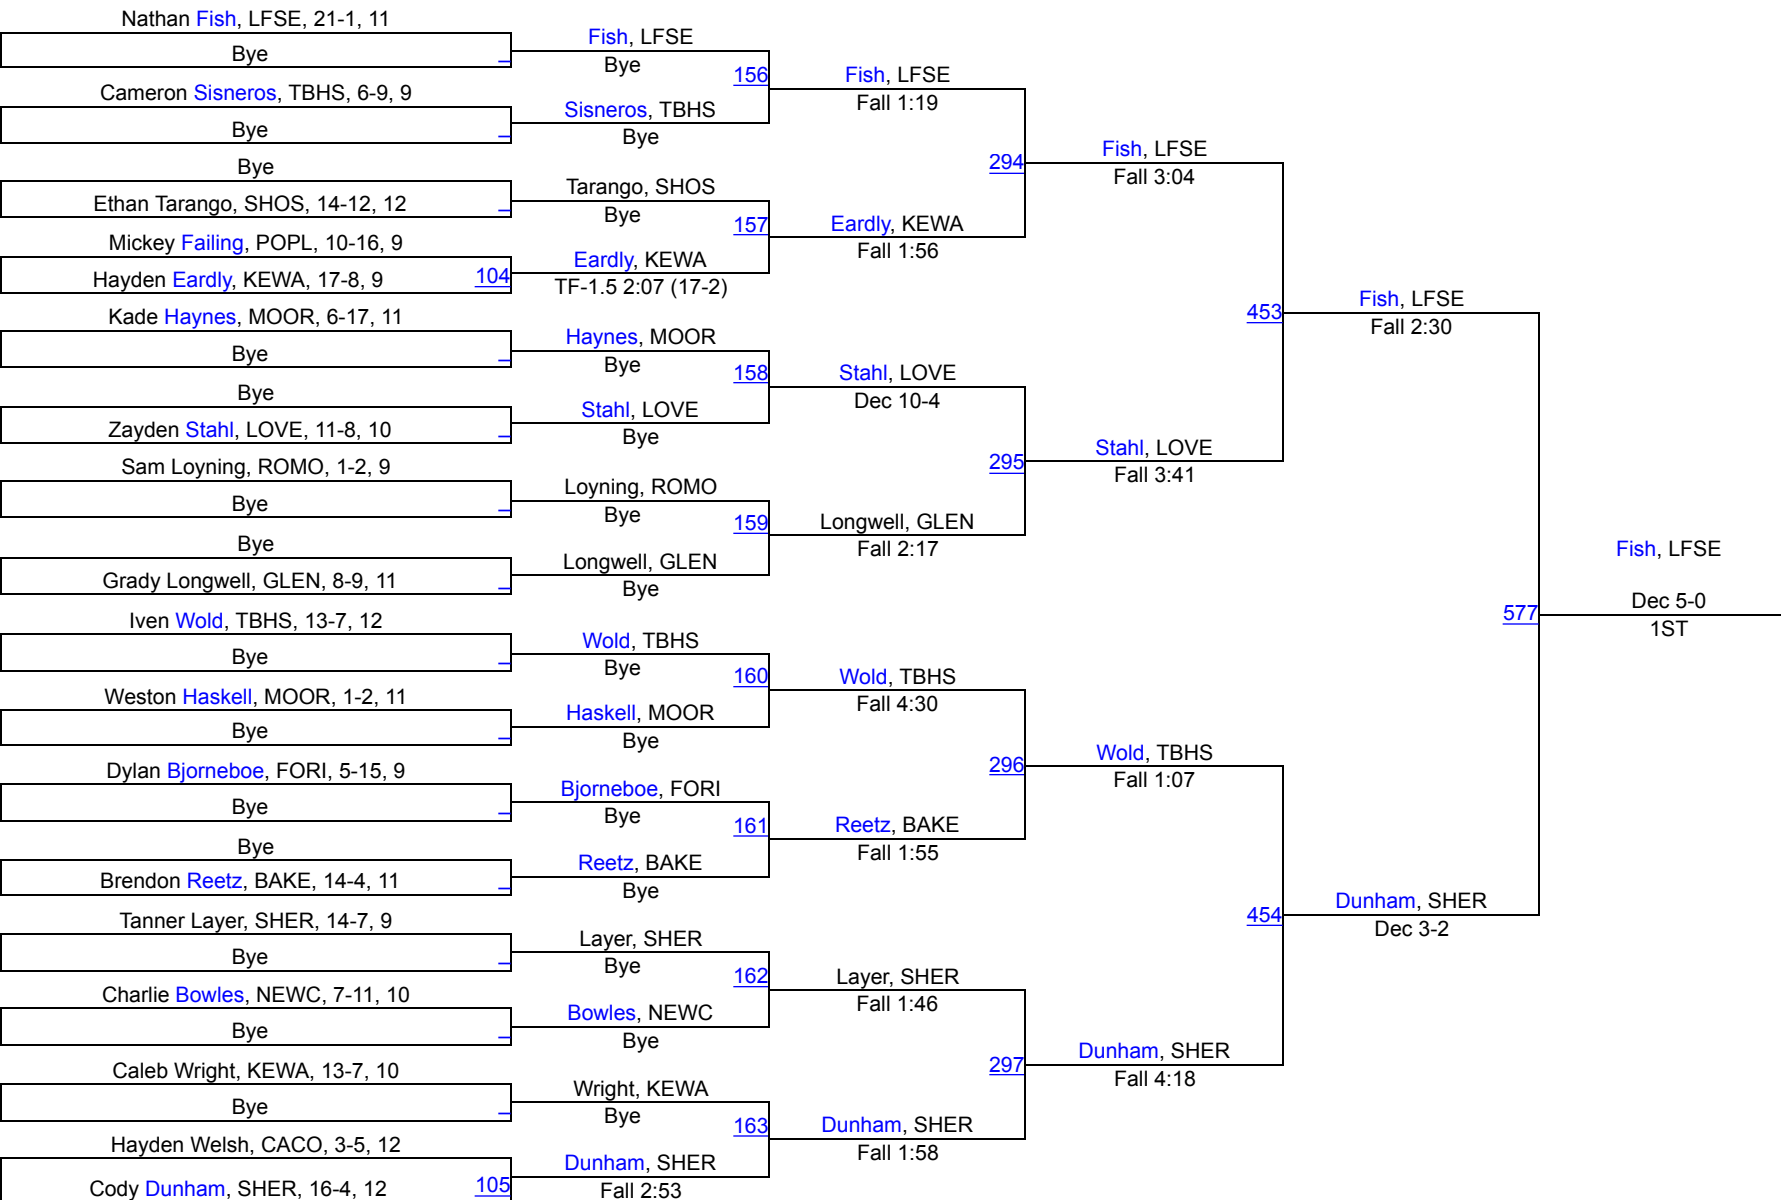 Nathan Fish, LFSE, 21-1, 11
Bye
Cameron Sisneros, TBHS, 6-9, 9
Bye
Bye
Ethan Tarango, SHOS, 14-12, 12
Mickey Failing, POPL, 10-16, 9
Hayden Eardly, KEWA, 17-8, 9
104
Kade Haynes, MOOR, 6-17, 11
Bye
Bye
Zayden Stahl, LOVE, 11-8, 10
Sam Loyning, ROMO, 1-2, 9
Bye
Bye
Grady Longwell, GLEN, 8-9, 11
Iven Wold, TBHS, 13-7, 12
Bye
Weston Haskell, MOOR, 1-2, 11
Bye
Dylan Bjorneboe, FORI, 5-15, 9
Bye
Bye
Brendon Reetz, BAKE, 14-4, 11
Tanner Layer, SHER, 14-7, 9
Bye
Charlie Bowles, NEWC, 7-11, 10
Bye
Caleb Wright, KEWA, 13-7, 10
Bye
Hayden Welsh, CACO, 3-5, 12
Cody Dunham, SHER, 16-4, 12
105
Fish, LFSE
Bye
156
Sisneros, TBHS
Bye
Tarango, SHOS
Bye
157
Eardly, KEWA
TF-1.5 2:07 (17-2)
Haynes, MOOR
Bye
158
Stahl, LOVE
Bye
Loyning, ROMO
Bye
159
Longwell, GLEN
Bye
Wold, TBHS
Bye
160
Haskell, MOOR
Bye
Bjorneboe, FORI
Bye
161
Reetz, BAKE
Bye
Layer, SHER
Bye
162
Bowles, NEWC
Bye
Wright, KEWA
Bye
163
Dunham, SHER
Fall 2:53
Fish, LFSE
Fall 1:19
294
Eardly, KEWA
Fall 1:56
Stahl, LOVE
Dec 10-4
295
Longwell, GLEN
Fall 2:17
Wold, TBHS
Fall 4:30
296
Reetz, BAKE
Fall 1:55
Layer, SHER
Fall 1:46
297
Dunham, SHER
Fall 1:58
Fish, LFSE
Fall 3:04
453
Stahl, LOVE
Fall 3:41
Wold, TBHS
Fall 1:07
454
Dunham, SHER
Fall 4:18
Fish, LFSE
Fall 2:30
577
Dunham, SHER
Dec 3-2
Fish, LFSE
Dec 5-0
1ST